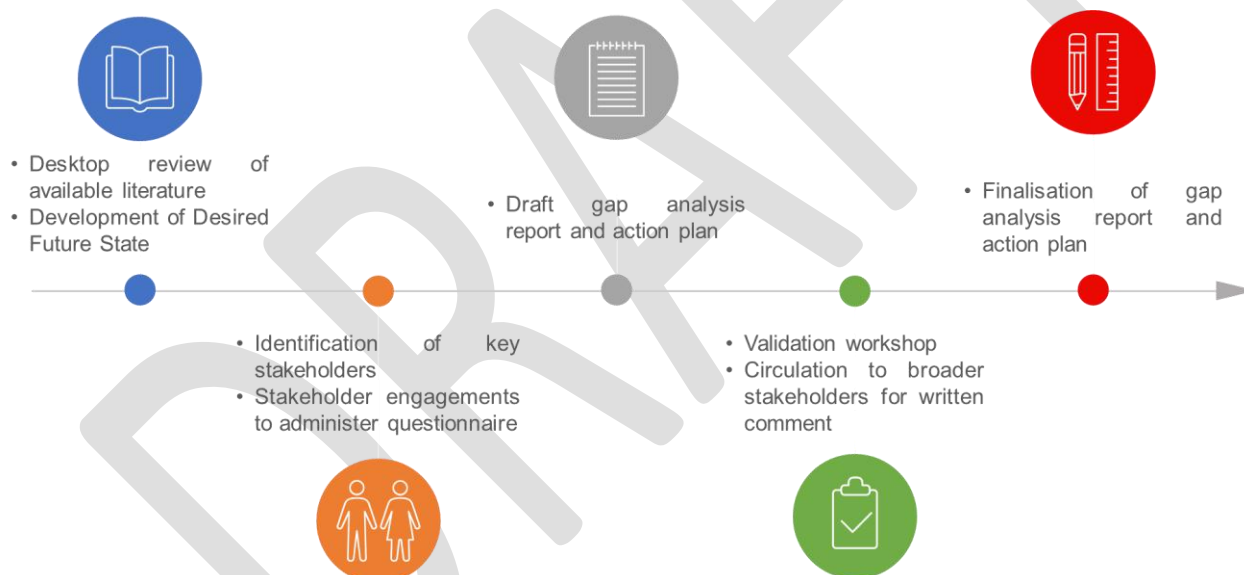 • Desktop review of
available literature
• Development of Desired
Future State
• Identification of key
stakeholders
• Stakeholder engagements
to administer questionnaire
• Draft gap analysis
report and action plan
• Validation workshop
• Circulation to broader
stakeholders for written
comment
• Finalisation of gap
analysis report and
action plan
DRAFT